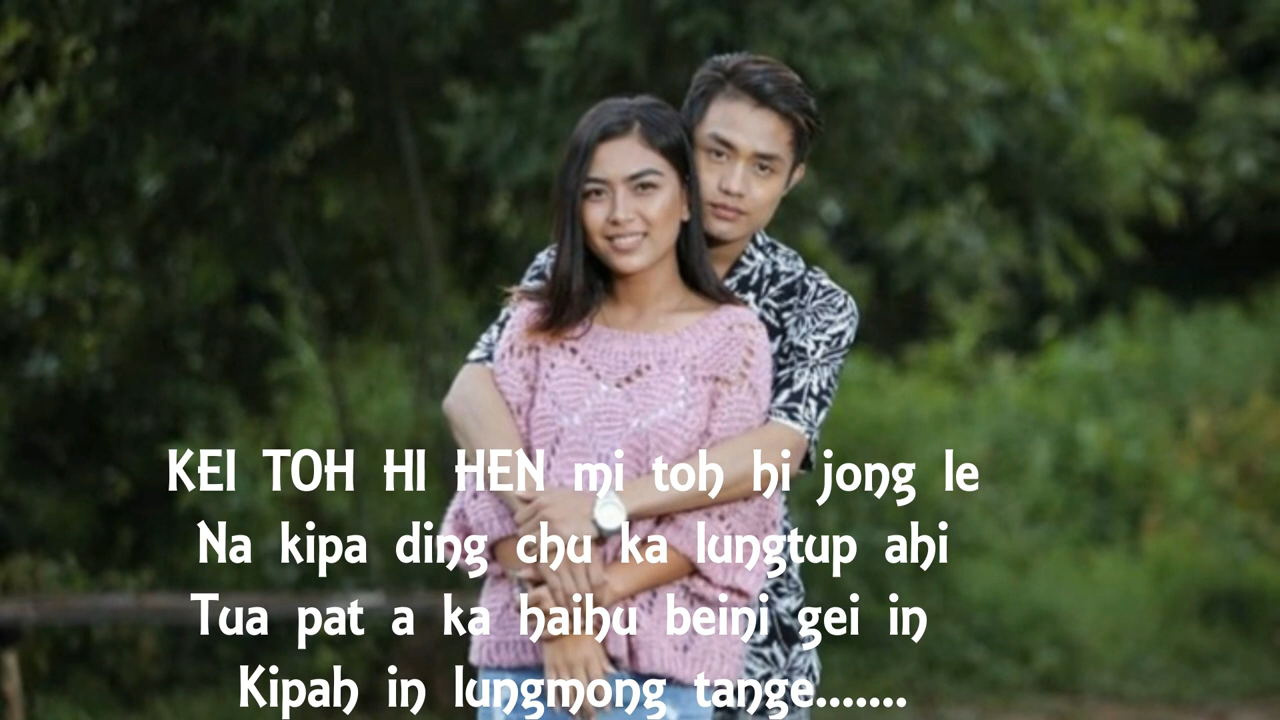 KEI TOH HI HEN mi toh hi jong le
Na kipa ding chu ka lungtup ahi
Tua pat a ka haihu beini gei in
Kipah in lungmong tange.......